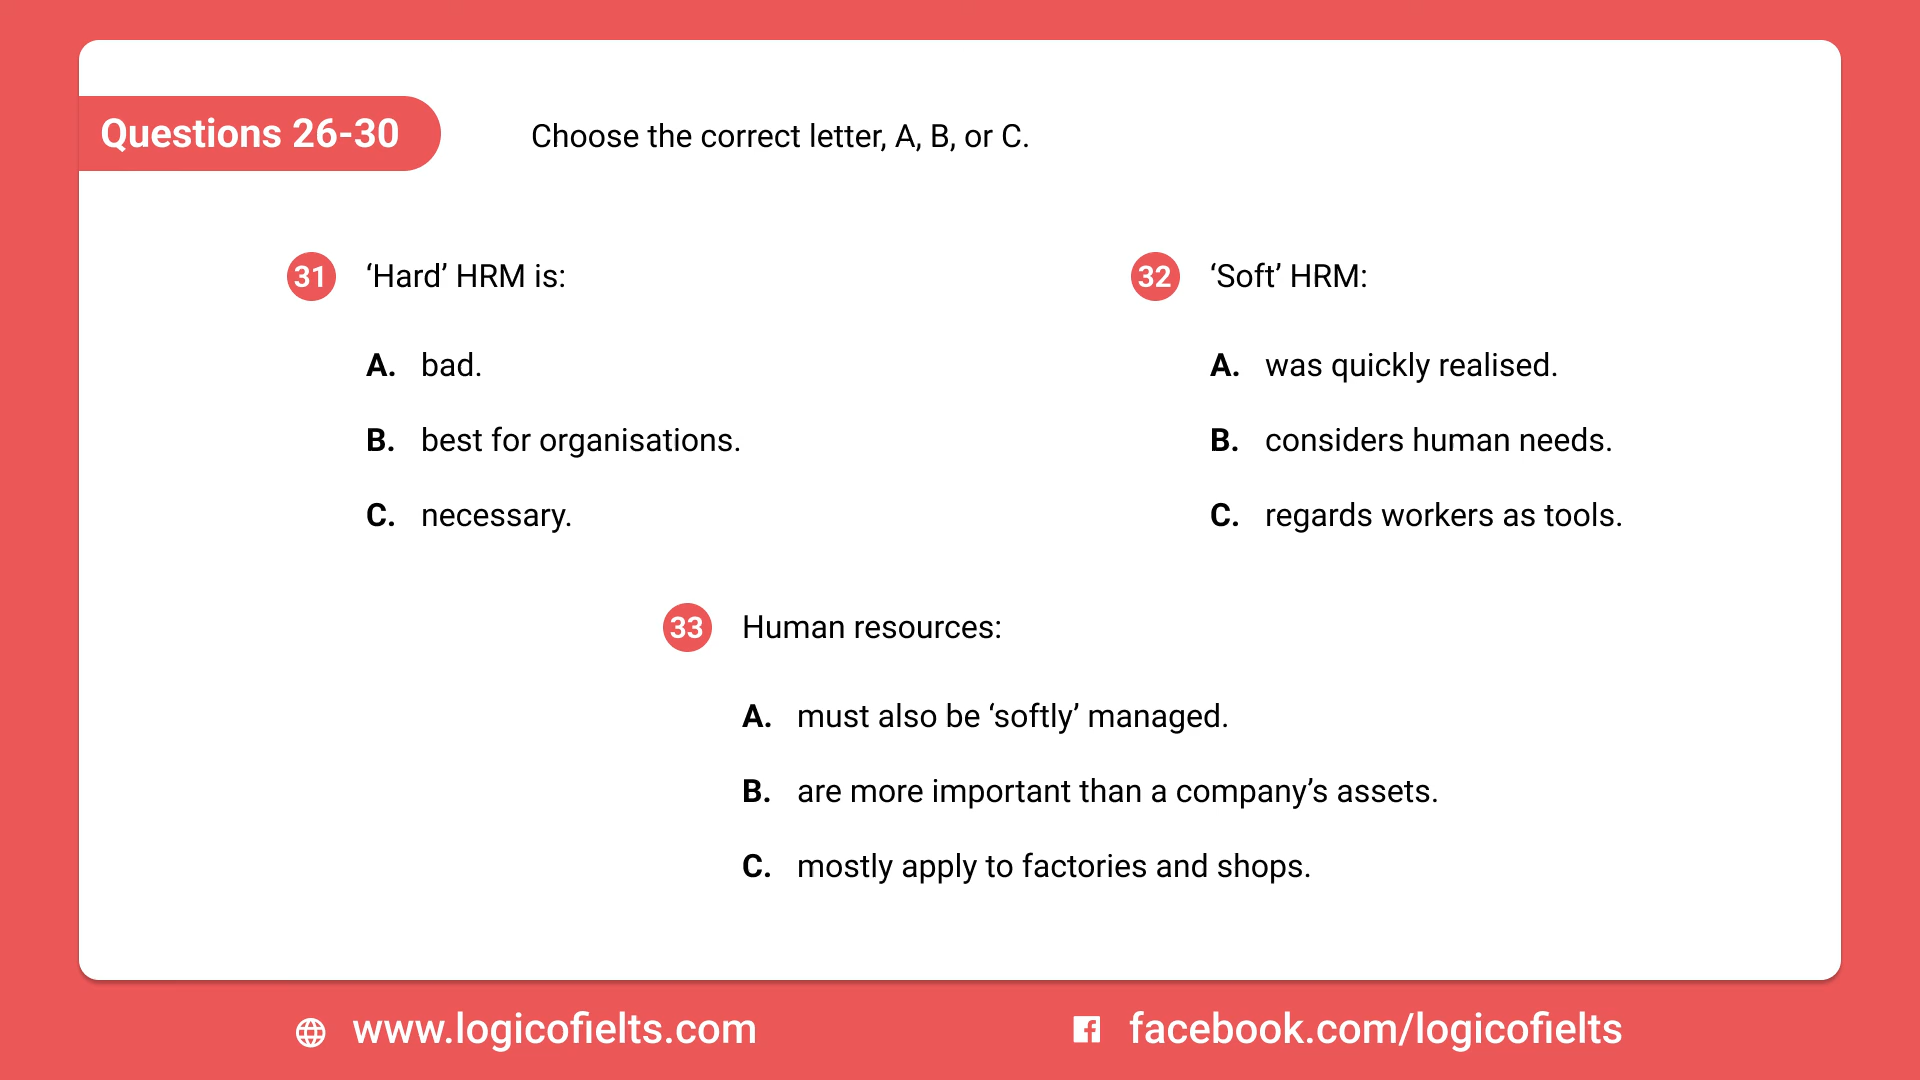 Questions 26-30
Choose the correct letter, A, B, or C.
31 ‘Hard’ HRM is:
A. bad.
B. best for organisations.
C. necessary.
32 ‘Soft’ HRM:
A. was quickly realised.
B. considers human needs.
C. regards workers as tools.
33 Human resources:
A. must also be ‘softly’ managed.
B. are more important than a company’s assets.
C. mostly apply to factories and shops.
www.logicofielts.com
facebook.com/logicofielts